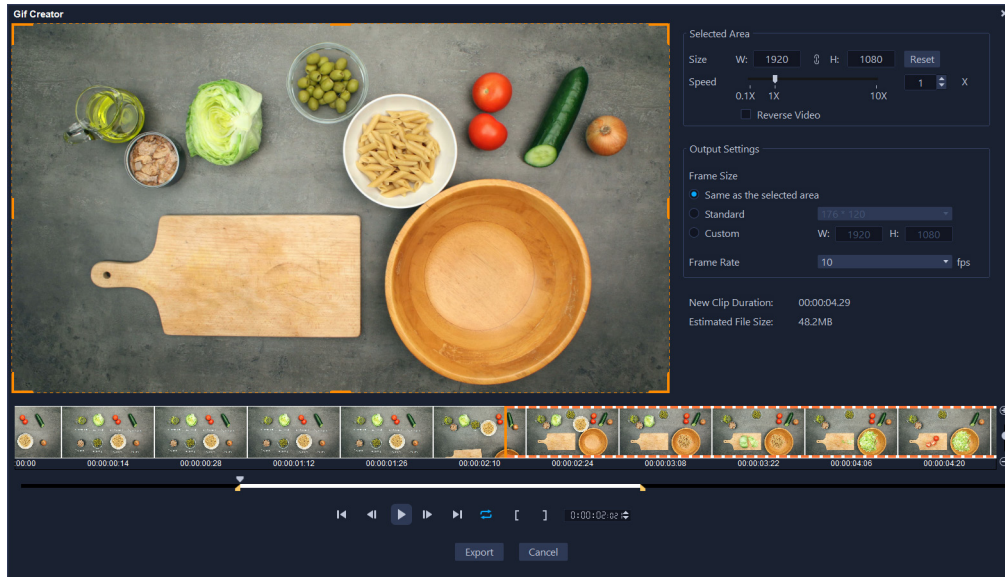 Gif Creator
Selected Area
Size W: 1920 H: 1080 Reset
Speed 1 X
0.1X 1X 10X
Reverse Video
Output Settings
Frame Size
Same as the selected area
Standard 176 * 120
Custom W: 1920 H: 1080
Frame Rate 10 fps
New Clip Duration: 00:00:04.29
Estimated File Size: 48.2MB
:00:00 00:00:00:14 00:00:00:28 00:00:01:12 00:00:01:26 00:00:02:10 00:00:02:24 00:00:03:08 00:00:03:22 00:00:04:06 00:00:04:20
Export Cancel